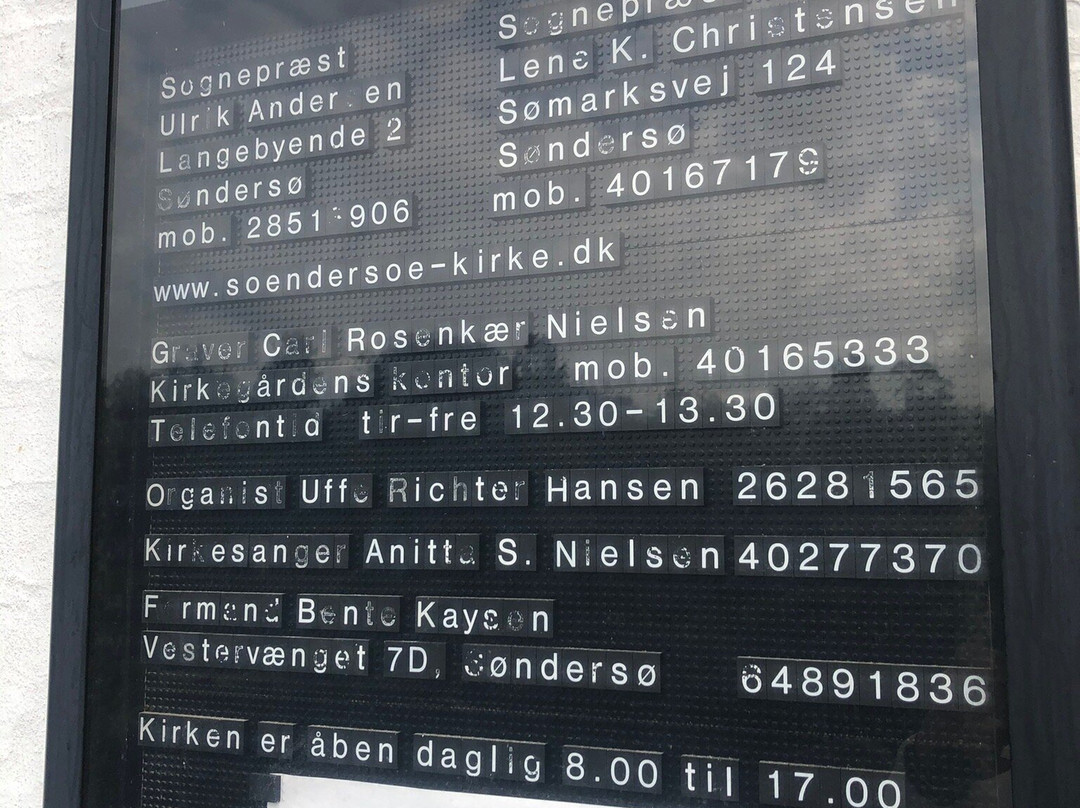 Sognepræst
Ulrik Andersen
Langebyende 2
Søndersø
mob.
Lene K. Christensen
Sømarksvej 124
Søndersø
mob. 40167179
www.soendersoe-kirke.dk
Graver Carl Rosenkær Nielsen
Kirkegårdens kontor mob. 40165333
Telefontid tir-fre 12.30-13.30
Organist Uffe Richter Hansen 26281565
Kirkesanger Anitta S. Nielsen 40277370
Formand Bente Kaysen
Vestervænget 7D, Søndersø 64891836
Kirken er åben daglig 8.00 til 17.00